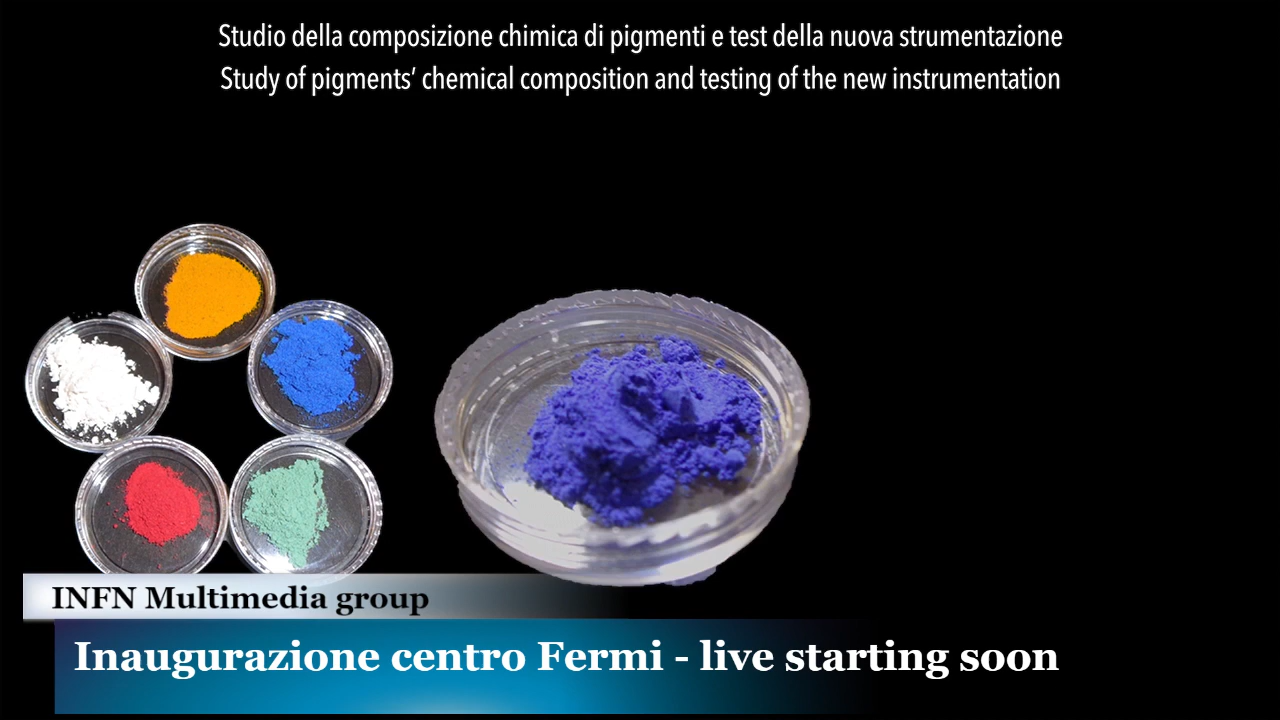 Studio della composizione chimica di pigmenti e test della nuova strumentazione
Study of pigments’ chemical composition and testing of the new instrumentation
INFN Multimedia group
Inaugurazione centro Fermi - live starting soon